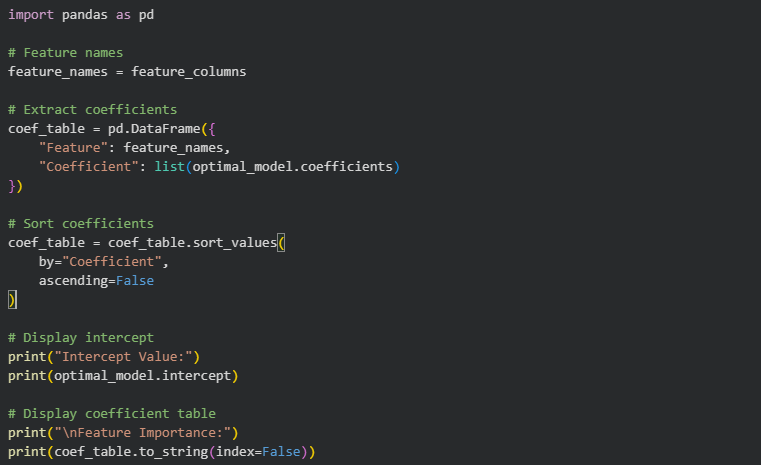 import pandas as pd
# Feature names
feature_names = feature_columns
# Extract coefficients
coef_table = pd.DataFrame({
    "Feature": feature_names,
    "Coefficient": list(optimal_model.coefficients)
})
# Sort coefficients
coef_table = coef_table.sort_values(
    by="Coefficient",
    ascending=False
)
# Display intercept
print("Intercept Value:")
print(optimal_model.intercept)
# Display coefficient table
print("\nFeature Importance:")
print(coef_table.to_string(index=False))